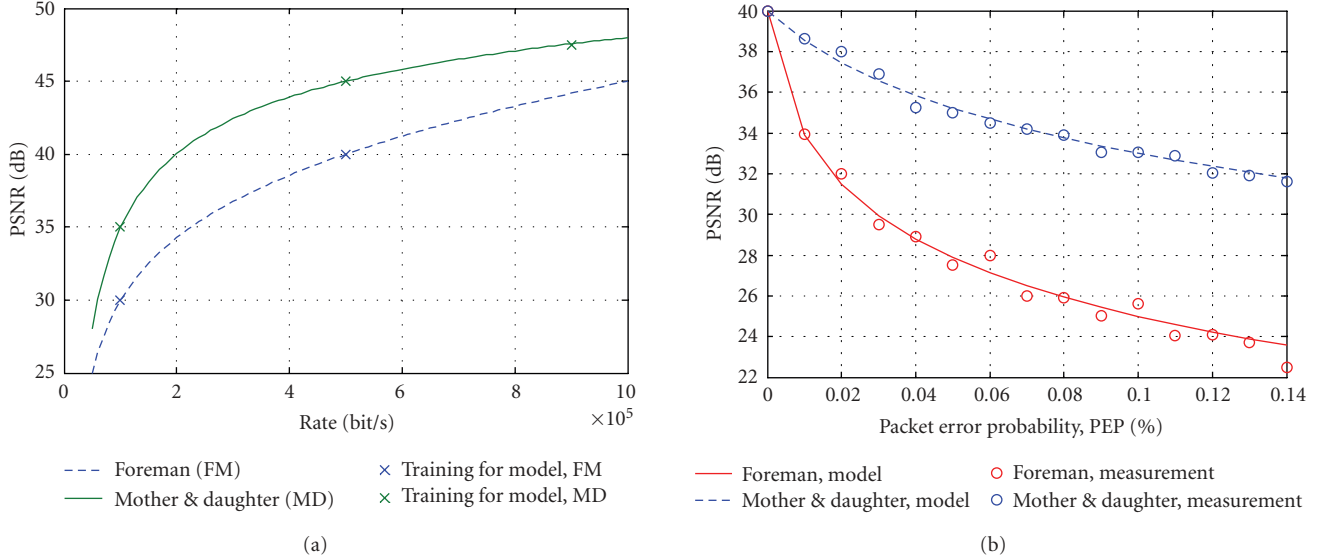 50
45
40
35
30
25
PSNR (dB)
0
2
4
6
8
10
×10⁵
Rate (bit/s)
Foreman (FM)
Mother & daughter (MD)
Training for model, FM
Training for model, MD
(a)
40
38
36
34
32
30
28
26
24
22
PSNR (dB)
0
0.02
0.04
0.06
0.08
0.1
0.12
0.14
Packet error probability, PEP (%)
Foreman, model
Mother & daughter, model
Foreman, measurement
Mother & daughter, measurement
(b)